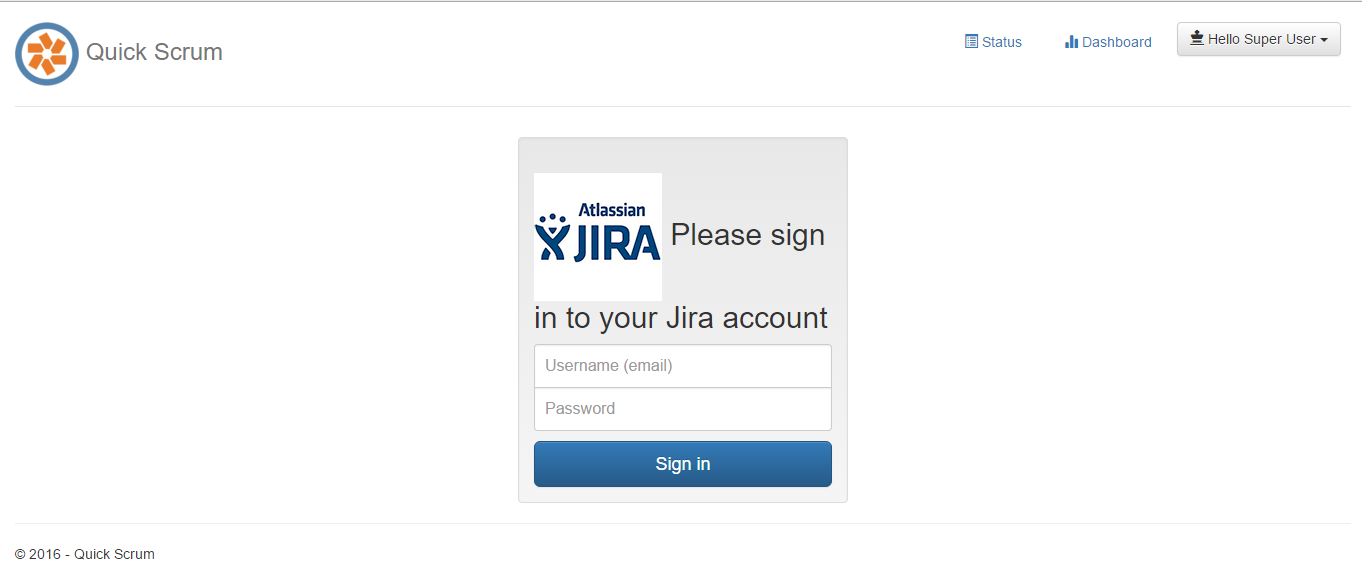 Quick Scrum
Status
Dashboard
Hello Super User
Atlassian
JIRA
Please sign
in to your Jira account
Username (email)
Password
Sign in
© 2016 - Quick Scrum